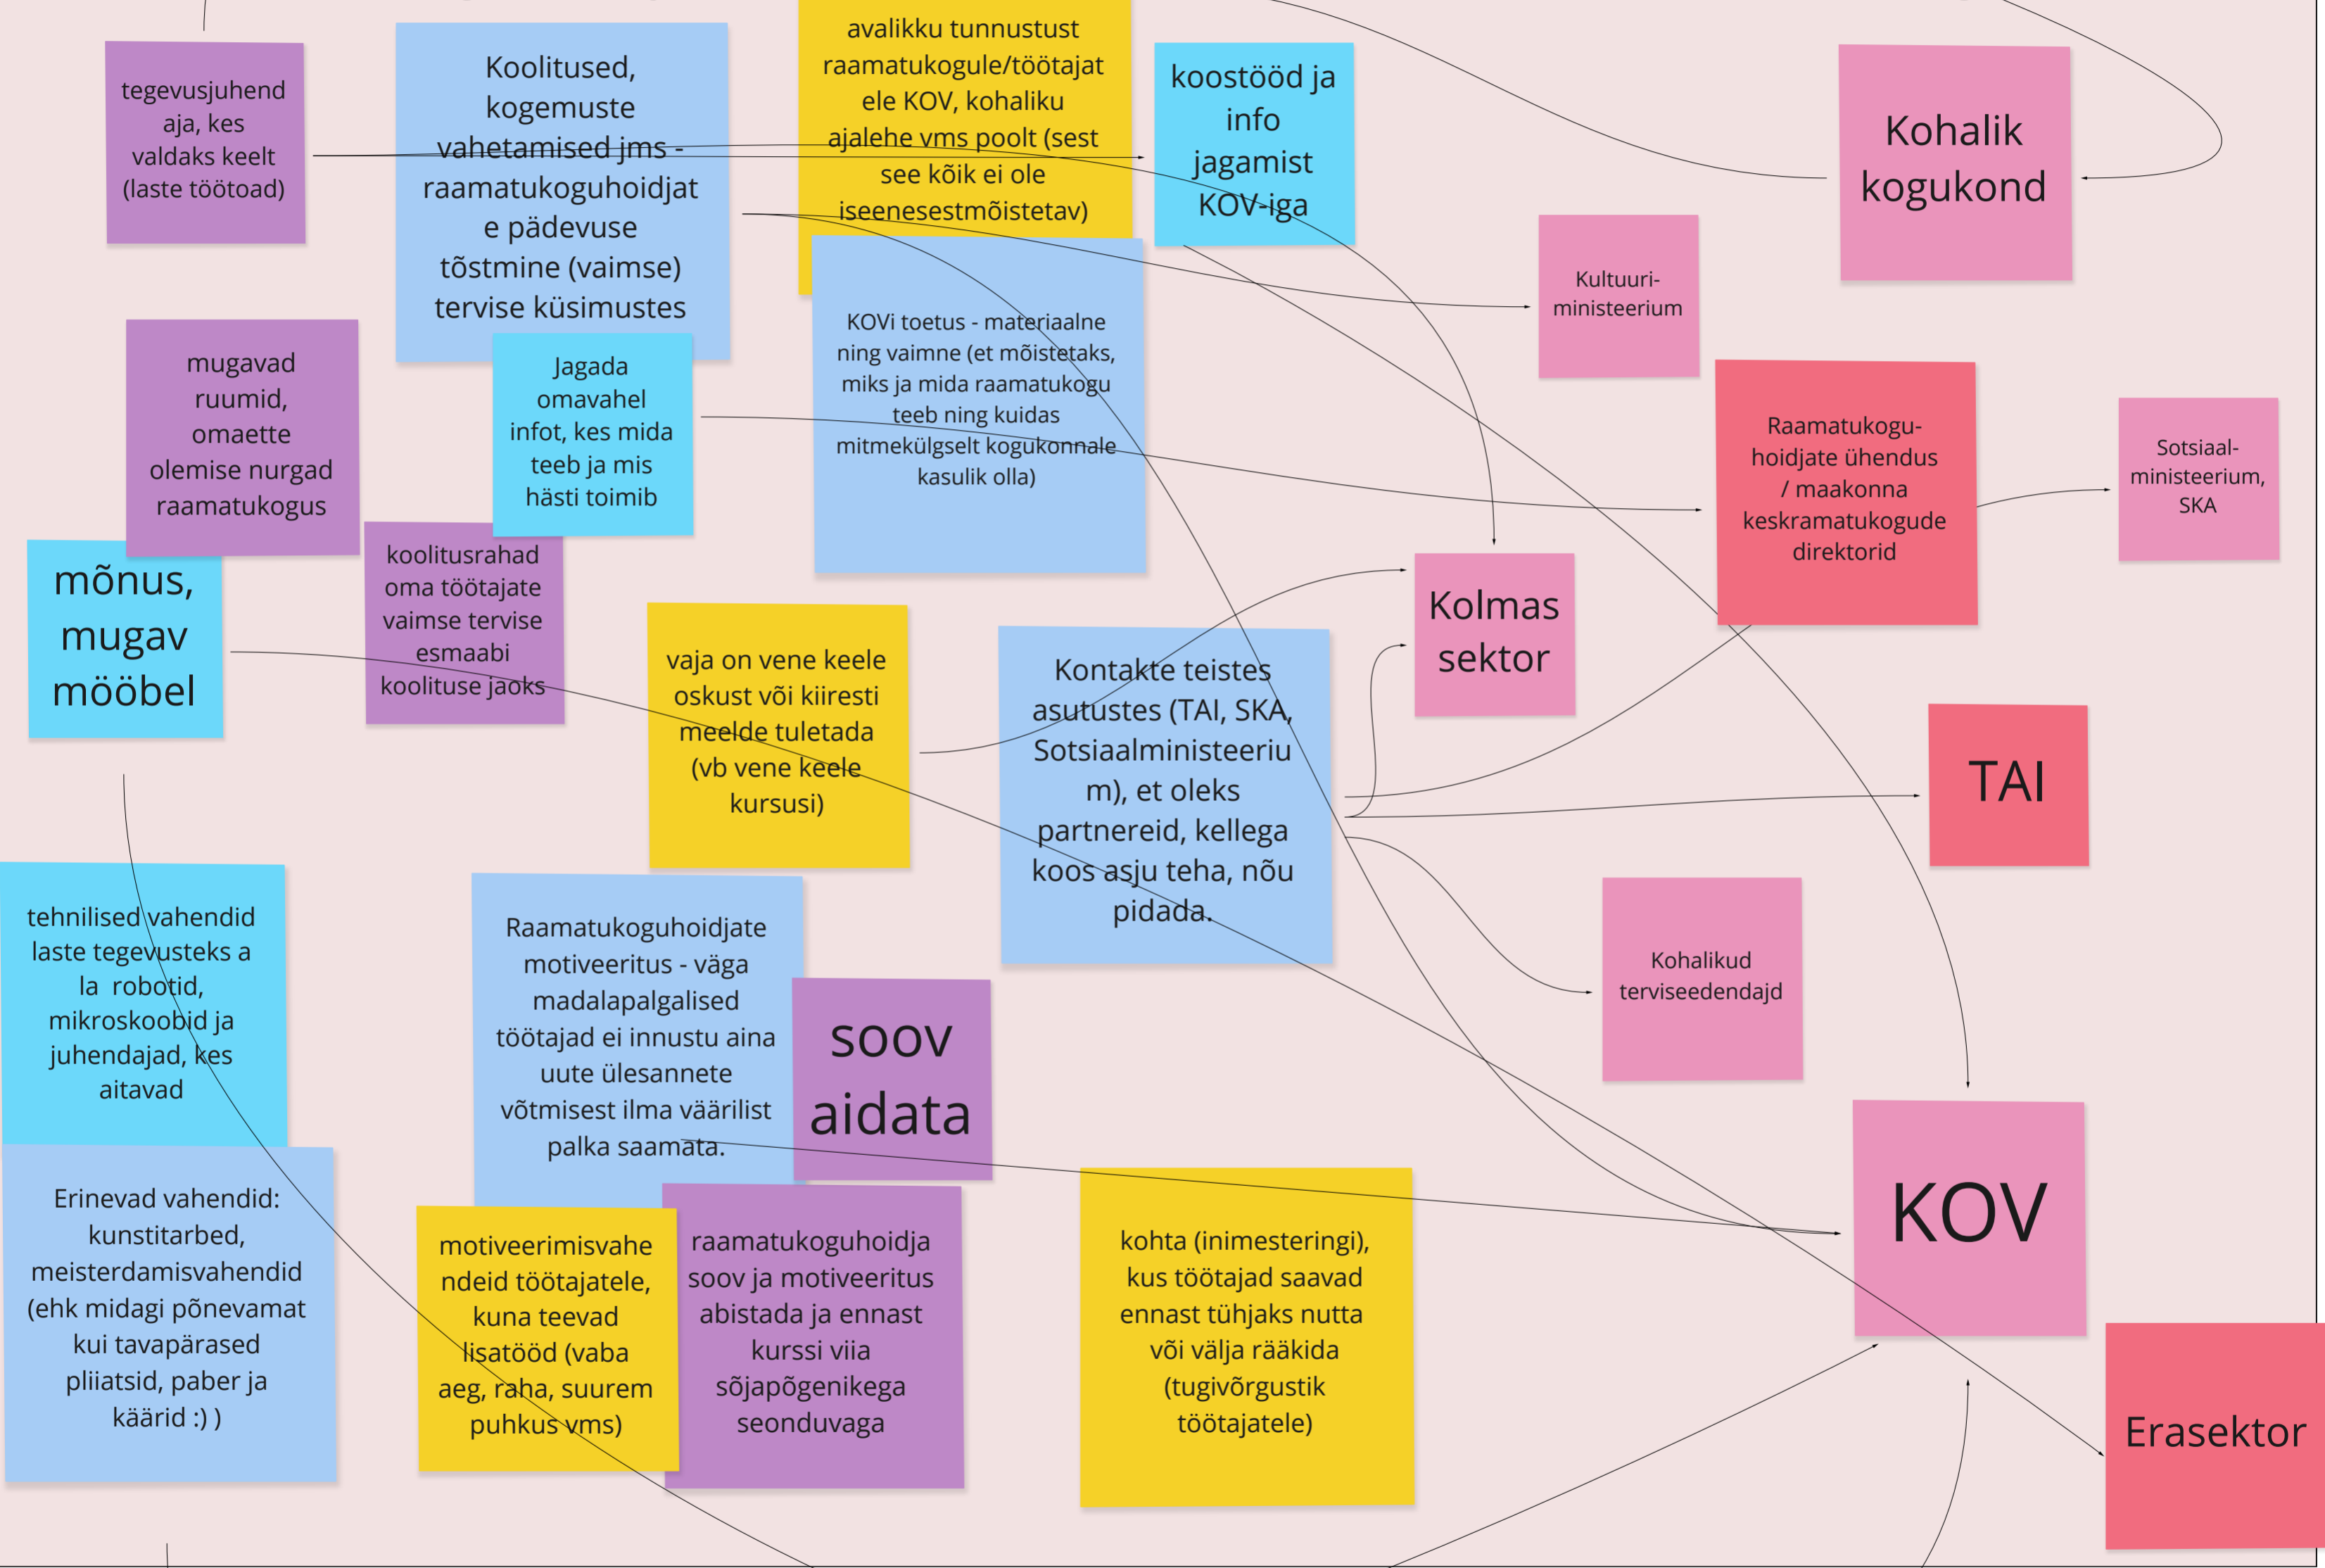 tegevusjuhend
aja, kes
valdaks keelt
(laste töötoad)
Koolitused,
kogemuste
vahetamised jms -
raamatukoguhoidjat
e pädevuse
tõstmine (vaimse)
tervise küsimustes
avalikku tunnustust
raamatukogule/töötajat
ele KOV, kohaliku
ajalehe vms poolt (sest
see kõik ei ole
iseenesestmõistetav)
koostööd ja
info
jagamist
KOV-iga
Kohalik
kogukond
Kultuuri-
ministeerium
mugavad
ruumid,
omaette
olemise nurgad
raamatukogus
Jagada
omavahel
infot, kes mida
teeb ja mis
hästi toimib
KOVi toetus - materiaalne
ning vaimne (et mõistetaks,
miks ja mida raamatukogu
teeb ning kuidas
mitmekülgselt kogukonnale
kasulik olla)
Raamatukogu-
hoidjate ühendus
/ maakonna
keskramatukogude
direktorid
Sotsiaal-
ministeerium,
SKA
mõnus,
mugav
mööbel
koolitusrahad
oma töötajate
vaimse tervise
esmaabi
koolituse jaoks
vaja on vene keele
oskust või kiiresti
meelde tuletada
(vb vene keele
kursusi)
Kontakte teistes
asutustes (TAI, SKA,
Sotsiaalministeeriu
m), et oleks
partnereid, kellega
koos asju teha, nõu
pidada.
Kolmas
sektor
TAI
tehnilised vahendid
laste tegevusteks a
la robotid,
mikroskoobid ja
juhendajad, kes
aitavad
Raamatukoguhoidjate
motiveeritus - väga
madalapalgalised
töötajad ei innustu aina
uute ülesannete
võtmisest ilma väärilist
palka saamata.
soov
aidata
Kohalikud
terviseedendajd
KOV
Erinevad vahendid:
kunstitarbed,
meisterdamisvahendid
(ehk midagi põnevamat
kui tavapärased
pliiatsid, paber ja
käärid :) )
motiveerimisvahe
ndeid töötajatele,
kuna teevad
lisatööd (vaba
aeg, raha, suurem
puhkus vms)
raamatukoguhoidja
soov ja motiveeritus
abistada ja ennast
kurssi viia
sõjapõgenikega
seonduvaga
kohta (inimesteringi),
kus töötajad saavad
ennast tühjaks nutta
või välja rääkida
(tugivõrgustik
töötajatele)
Erasektor